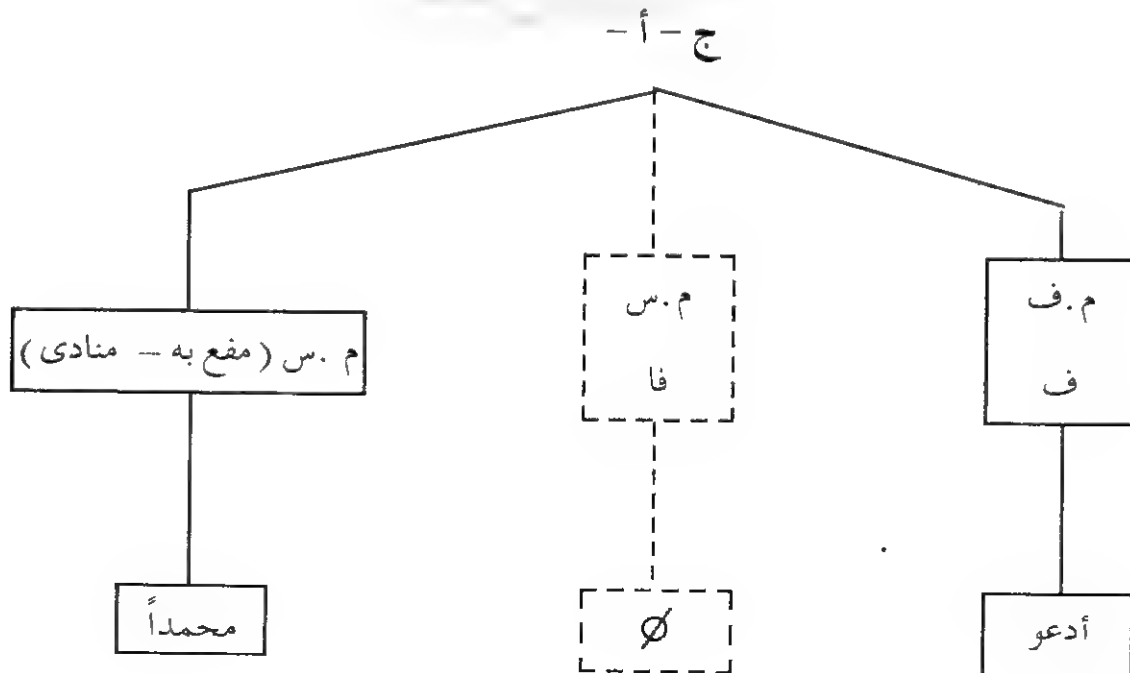 ج - أ -
م.ف
ف
م.س
فا
م.س (مفع به - منادى)
أدعو
Ø
محمداً